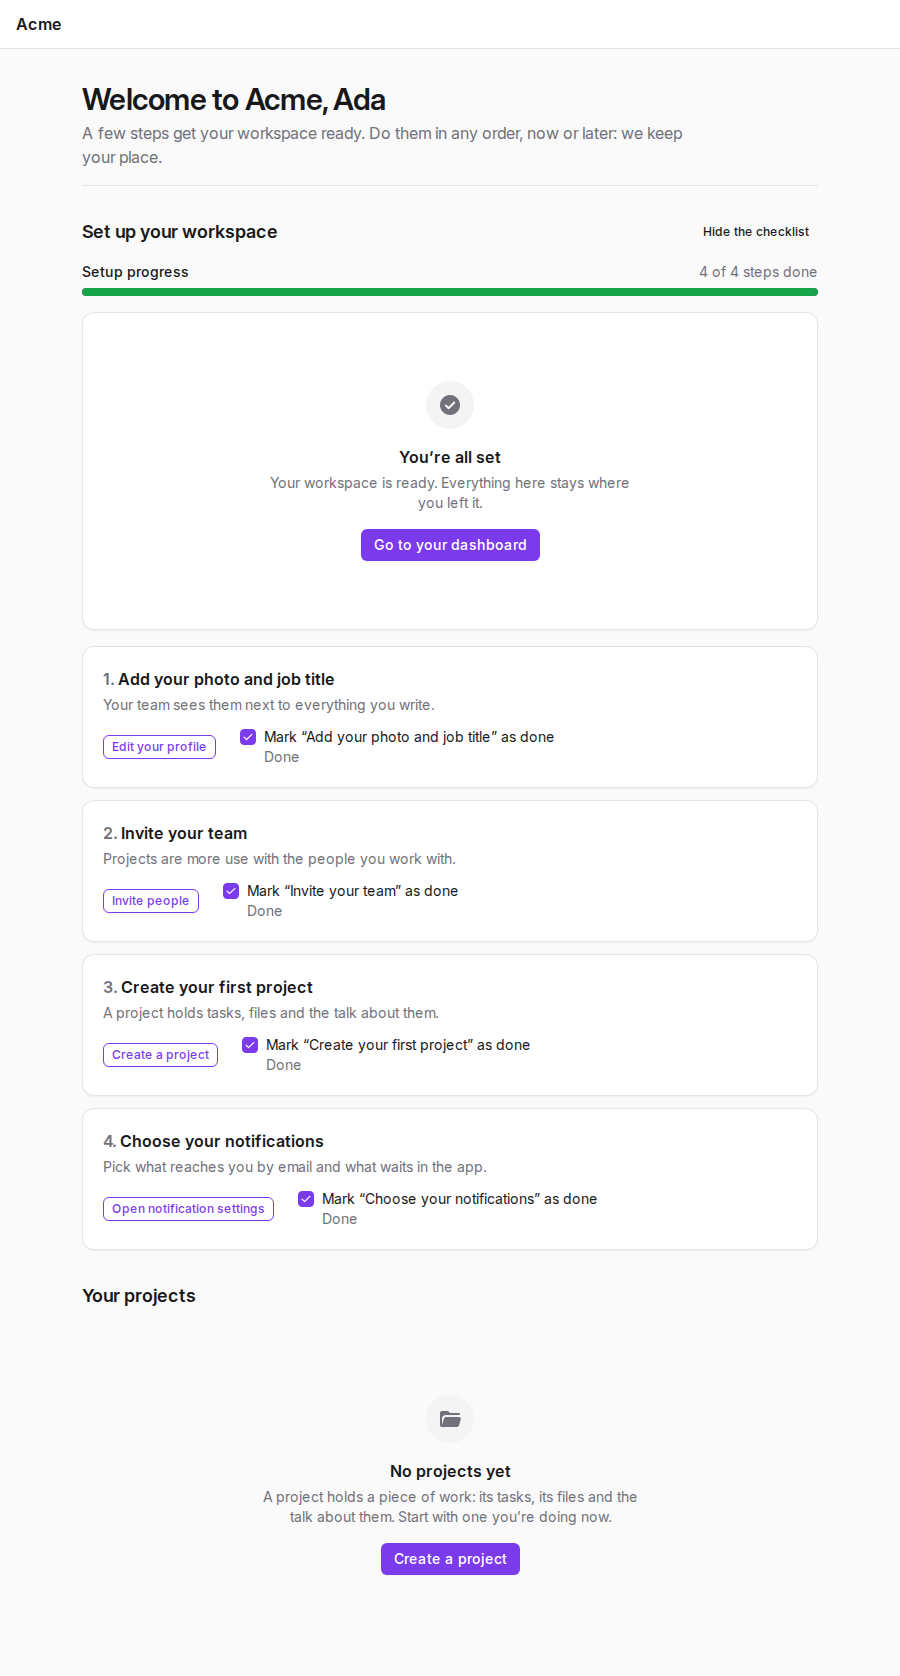 Acme
Welcome to Acme, Ada
A few steps get your workspace ready. Do them in any order, now or later: we keep
your place.
Set up your workspace
Hide the checklist
Setup progress
4 of 4 steps done
You’re all set
Your workspace is ready. Everything here stays where
you left it.
Go to your dashboard
1. Add your photo and job title
Your team sees them next to everything you write.
Edit your profile
Mark “Add your photo and job title” as done
Done
2. Invite your team
Projects are more use with the people you work with.
Invite people
Mark “Invite your team” as done
Done
3. Create your first project
A project holds tasks, files and the talk about them.
Create a project
Mark “Create your first project” as done
Done
4. Choose your notifications
Pick what reaches you by email and what waits in the app.
Open notification settings
Mark “Choose your notifications” as done
Done
Your projects
No projects yet
A project holds a piece of work: its tasks, its files and the
talk about them. Start with one you’re doing now.
Create a project